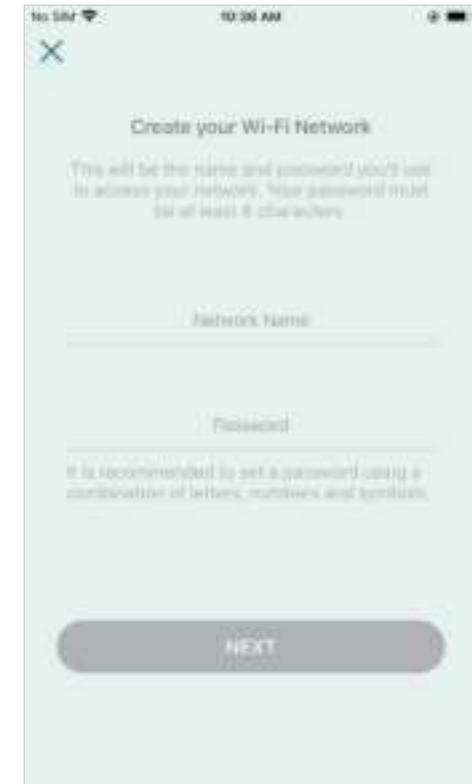 No SIM 10:36 AM
Create your Wi-Fi Network
This will be the name and password you'll use
to access your network. Your password must
be at least 8 characters.
Network Name
Password
It is recommended to set a password using a
combination of letters, numbers and symbols.
NEXT